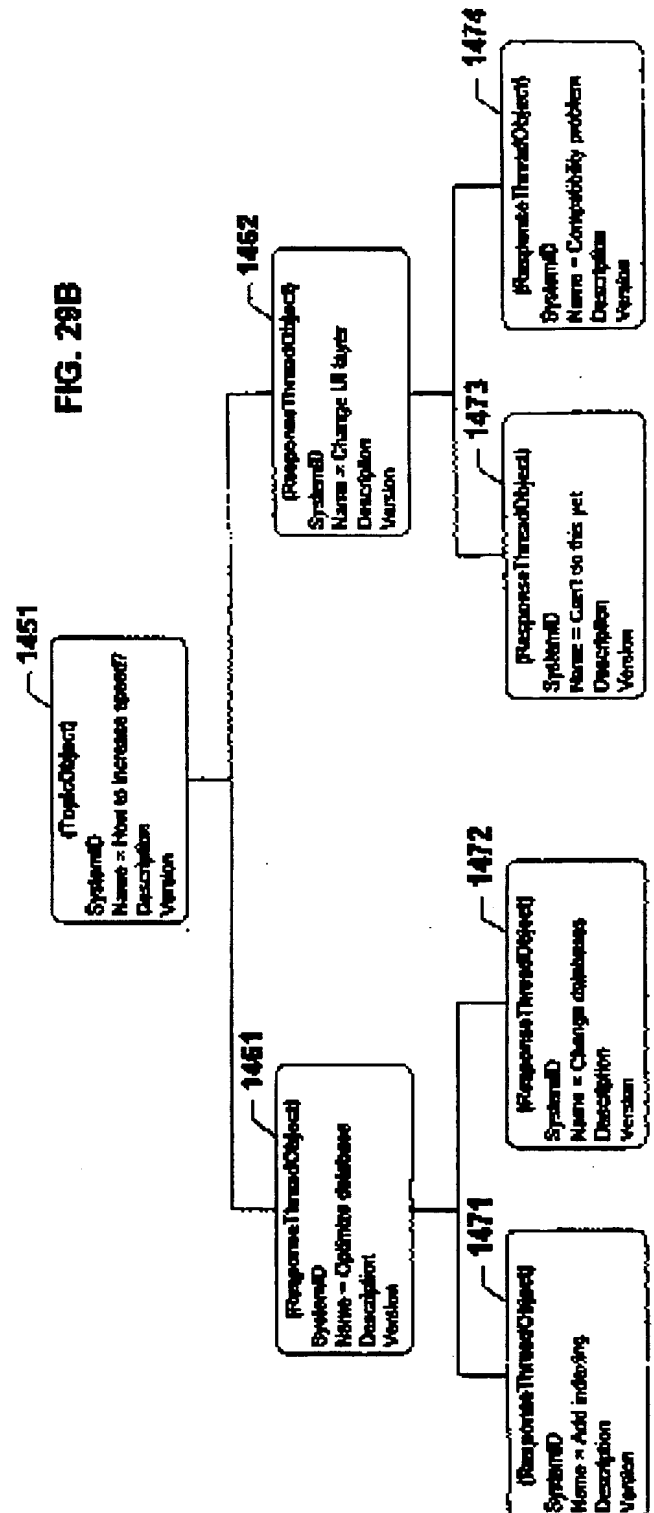 FIG. 29B
1451
{TopicObject}
SystemID
Name = How to increase speed?
Description
Version
1461
{ResponseThreadObject}
SystemID
Name = Optimize database
Description
Version
1462
{ResponseThreadObject}
SystemID
Name = Change UI layer
Description
Version
1471
{ResponseThreadObject}
SystemID
Name = Add indexing
Description
Version
1472
{ResponseThreadObject}
SystemID
Name = Change databases
Description
Version
1473
{ResponseThreadObject}
SystemID
Name = Can't do this yet
Description
Version
1474
{ResponseThreadObject}
SystemID
Name = Compatibility problem
Description
Version